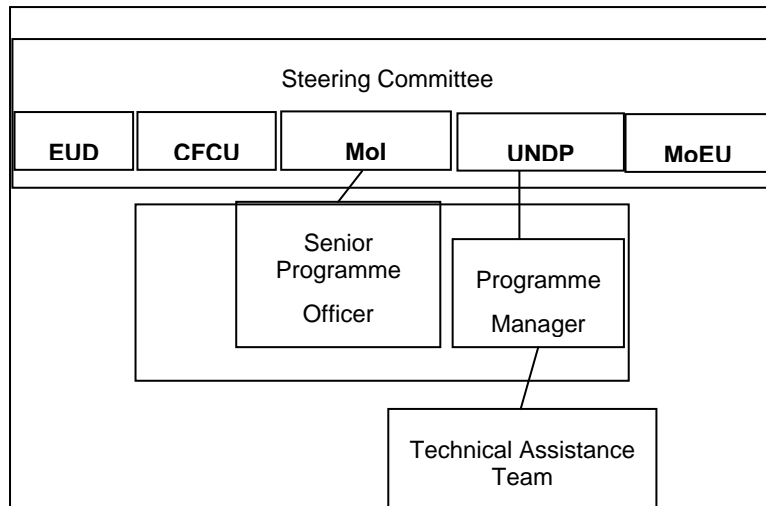 Steering Committee
EUD CFCU MoI UNDP MoEU
Senior
Programme
Officer
Programme
Manager
Technical Assistance
Team